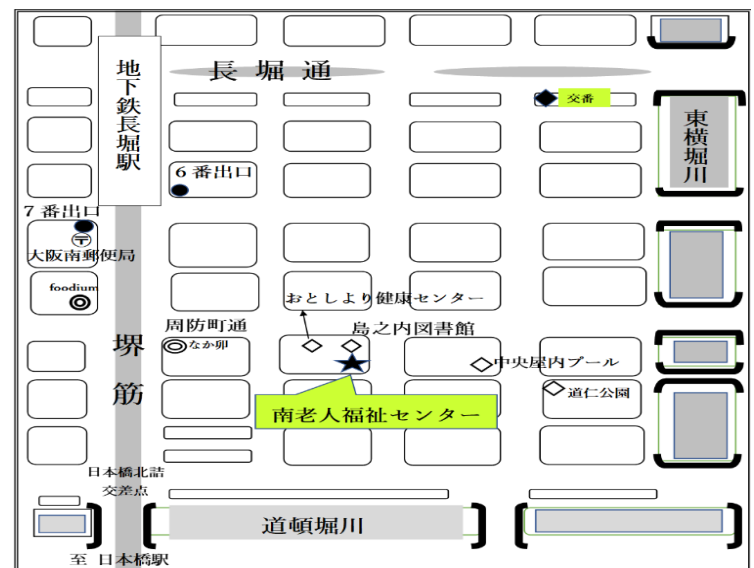 長堀通
地下鉄長堀駅
交番
東横堀川
6番出口
7番出口
〒
大阪南郵便局
foodium
おとしより健康センター
周防町通
島之内図書館
なか卯
中央屋内プール
堺筋
道仁公園
南老人福祉センター
日本橋北詰
交差点
道頓堀川
至 日本橋駅